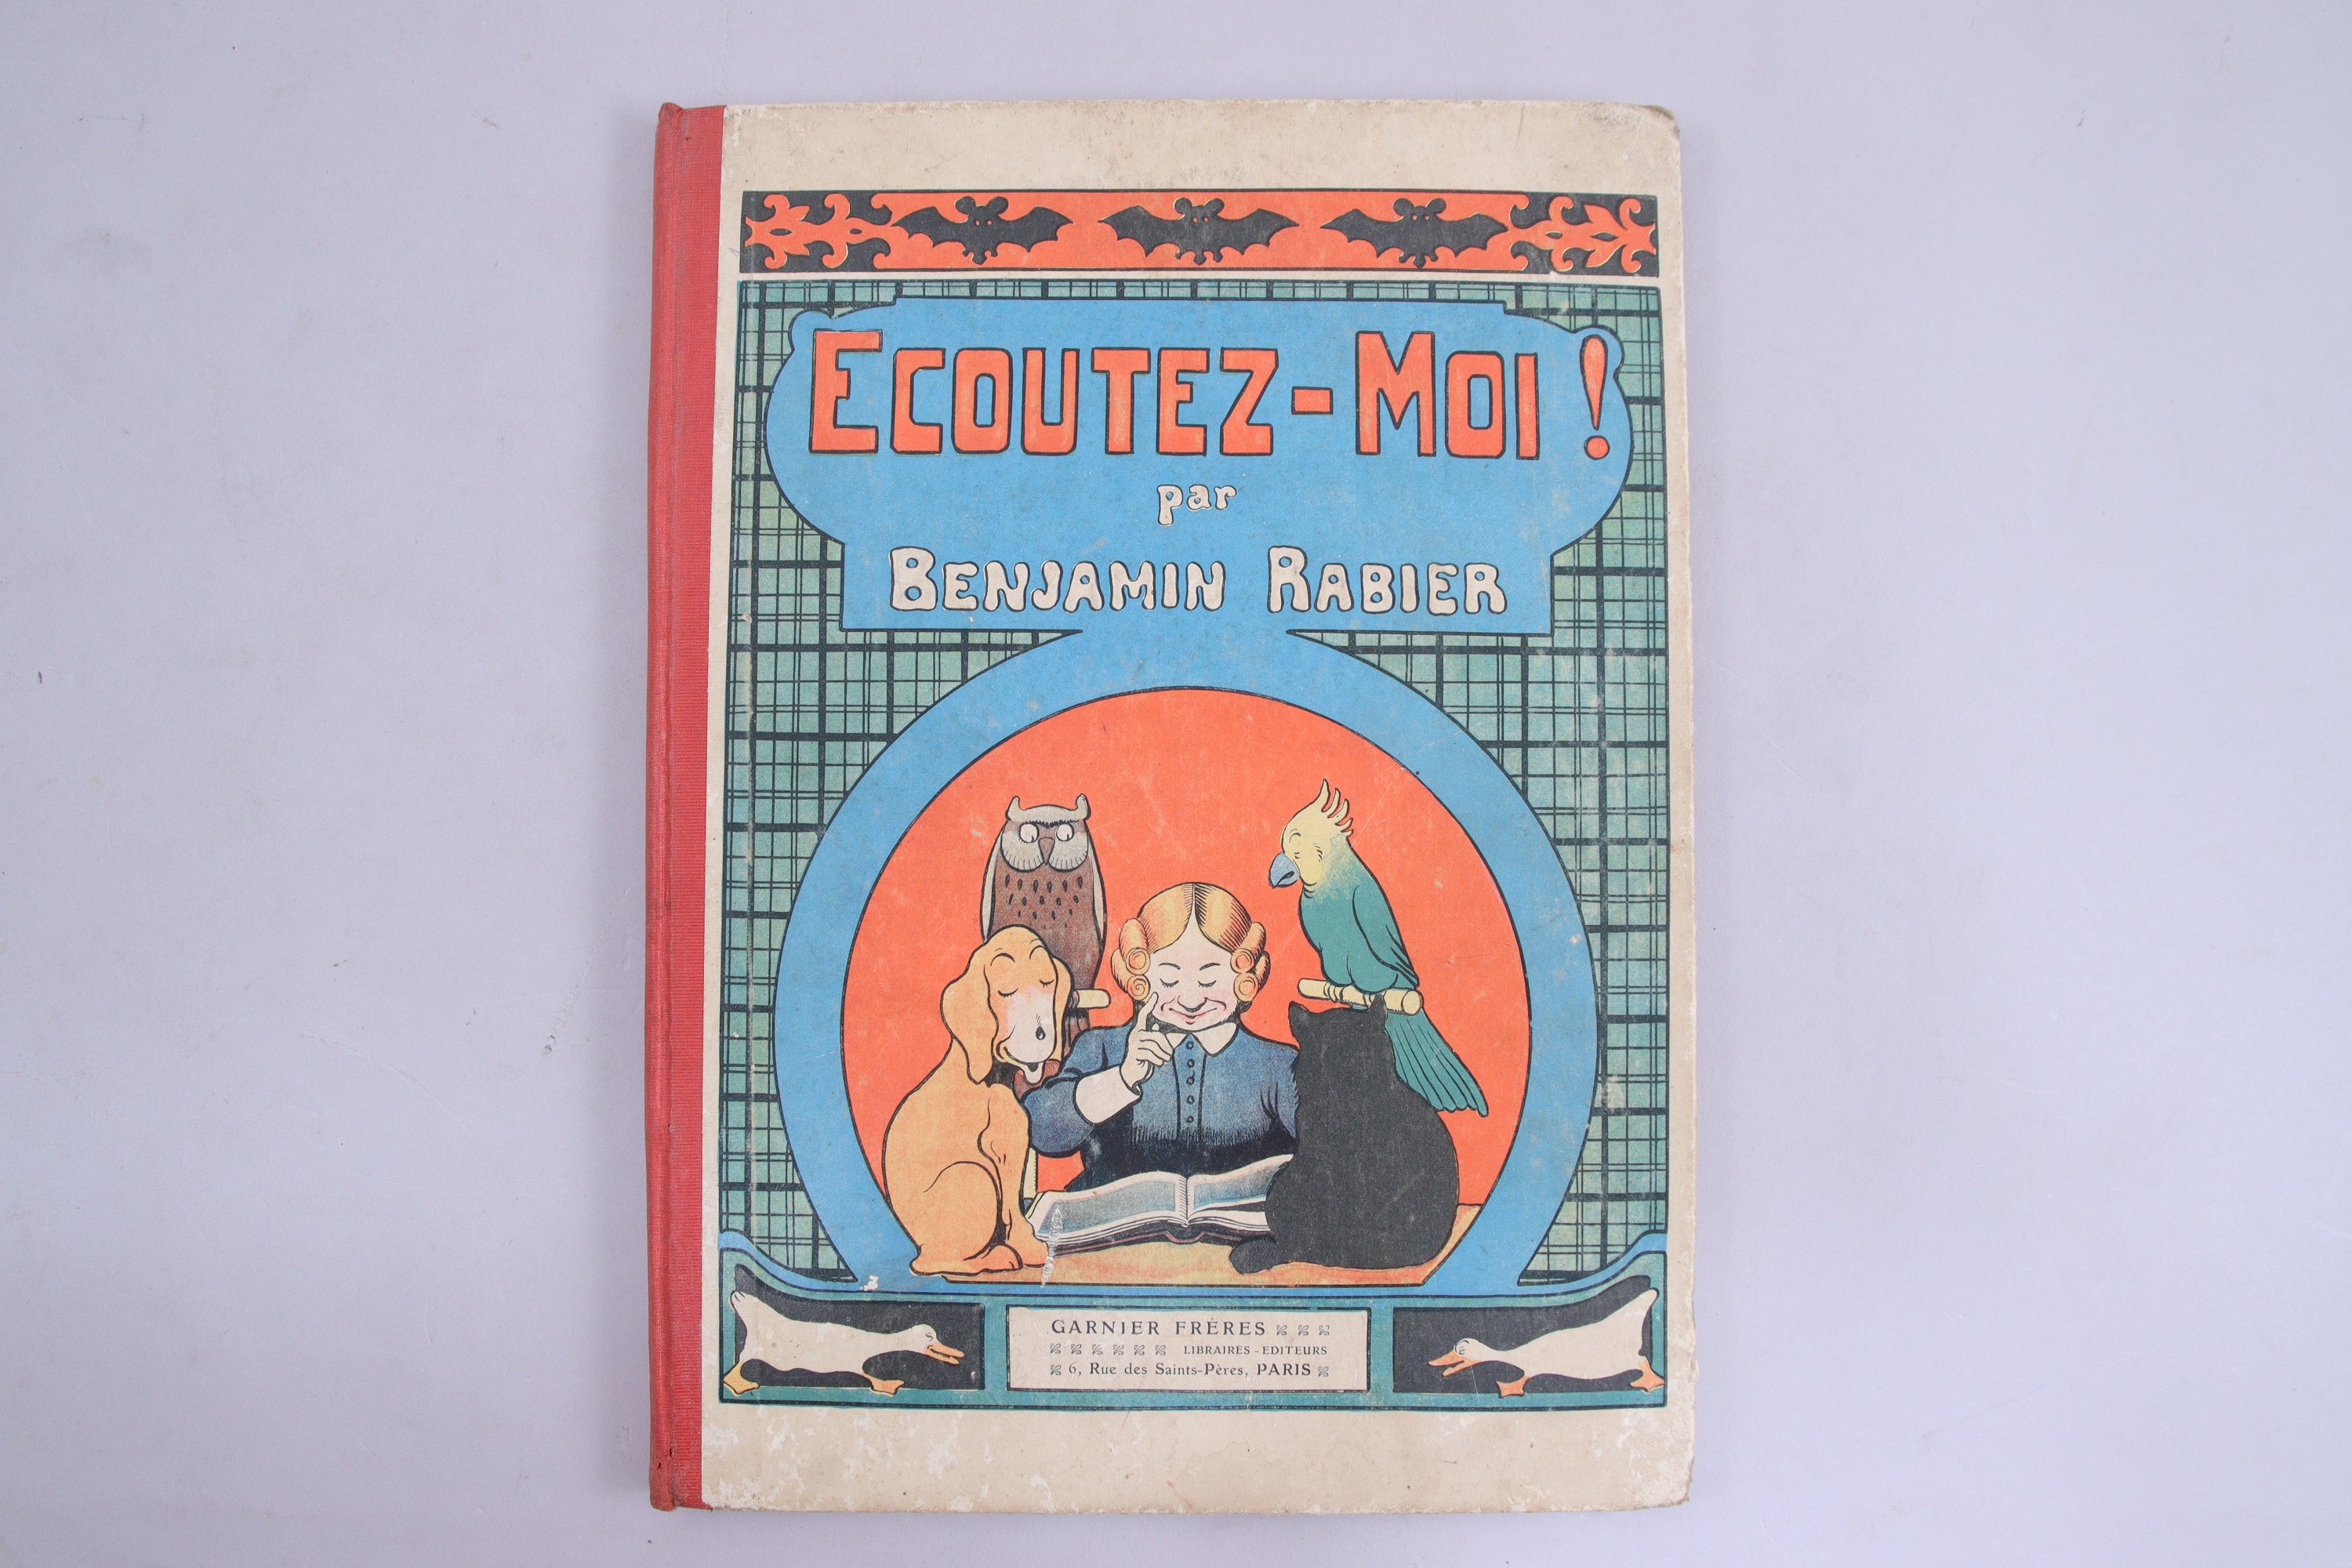 ECOUTEZ-MOI !
par
BENJAMIN RABIER
GARNIER FRÈRES
LIBRAIRES-EDITEURS
6, Rue des Saints-Pères, PARIS